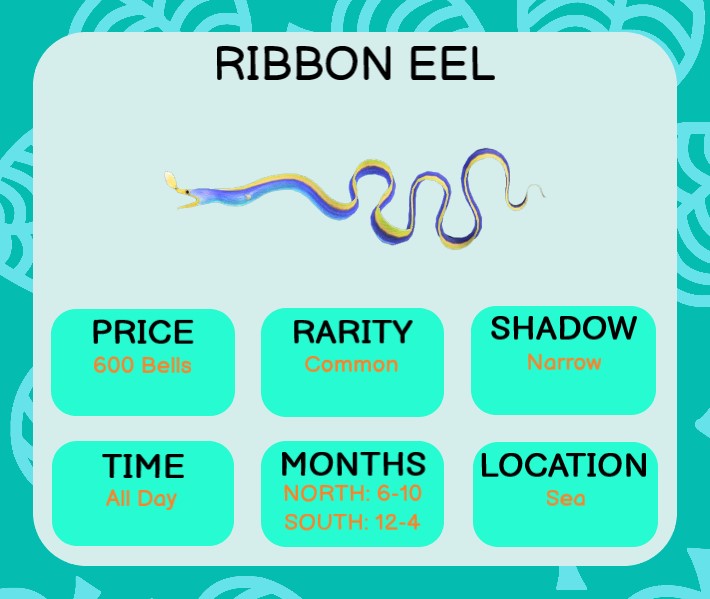 RIBBON EEL
PRICE
600 Bells
RARITY
Common
SHADOW
Narrow
TIME
All Day
MONTHS
NORTH: 6-10
SOUTH: 12-4
LOCATION
Sea